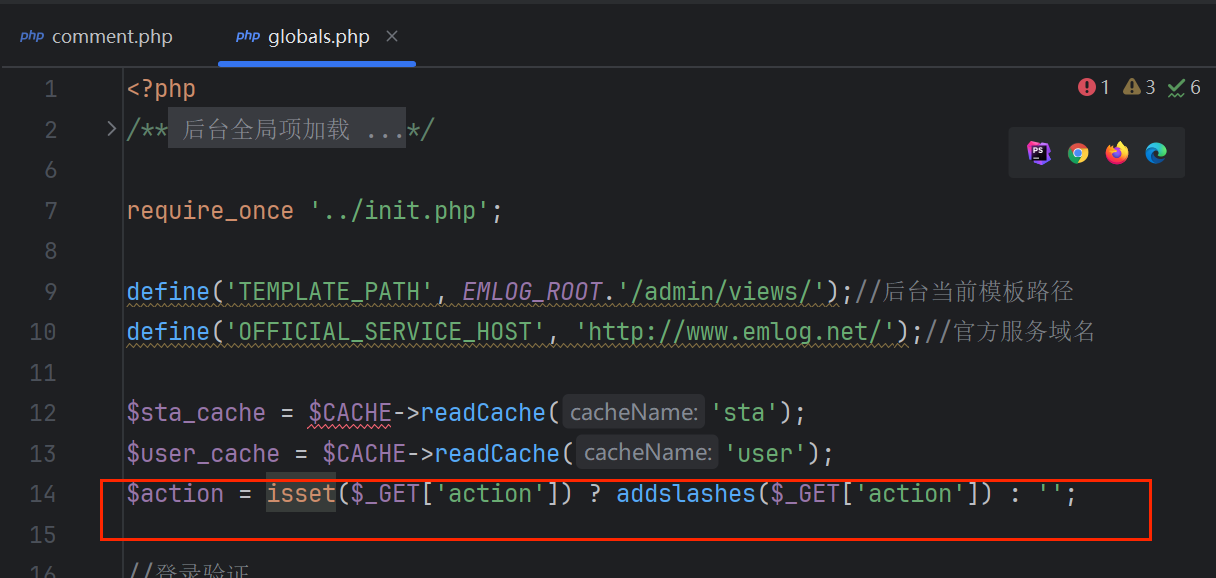 php comment.php php globals.php
1 <?php 1 3 6
2 /** 后台全局项加载 ...*/
6
PS
7 require_once '../init.php';
8
9 define('TEMPLATE_PATH', EMLOG_ROOT.'/admin/views/');//后台当前模板路径
10 define('OFFICIAL_SERVICE_HOST', 'http://www.emlog.net/');//官方服务域名
11
12 $sta_cache = $CACHE->readCache( cacheName: 'sta');
13 $user_cache = $CACHE->readCache( cacheName: 'user');
14 $action = isset($_GET['action']) ? addslashes($_GET['action']) : '';
15
16 //登录验证